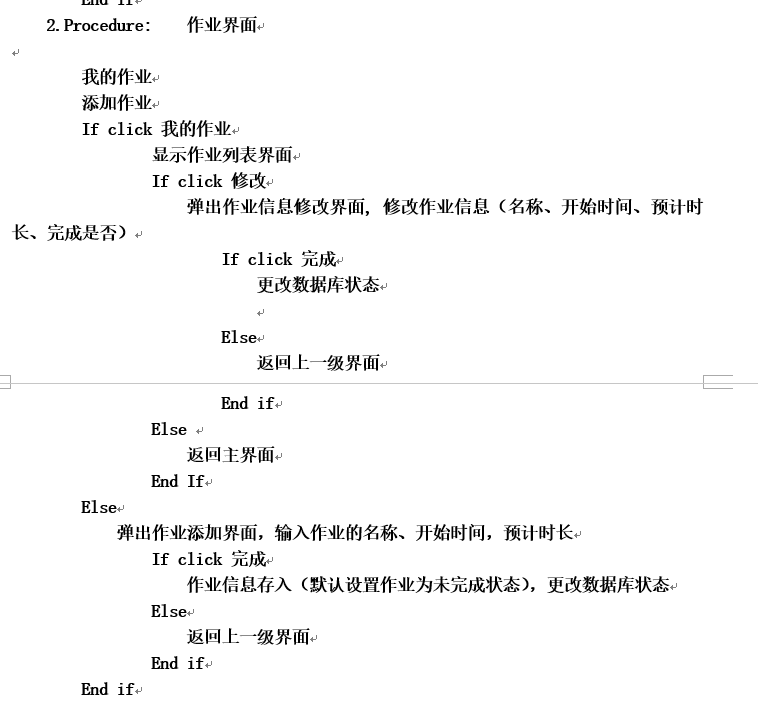 End if
2.Procedure: 作业界面
我的作业
添加作业
If click 我的作业
显示作业列表界面
If click 修改
弹出作业信息修改界面，修改作业信息（名称、开始时间、预计时
长、完成是否）
If click 完成
更改数据库状态
Else
返回上一级界面
End if
Else
返回主界面
End If
Else
弹出作业添加界面，输入作业的名称、开始时间，预计时长
If click 完成
作业信息存入（默认设置作业为未完成状态），更改数据库状态
Else
返回上一级界面
End if
End if